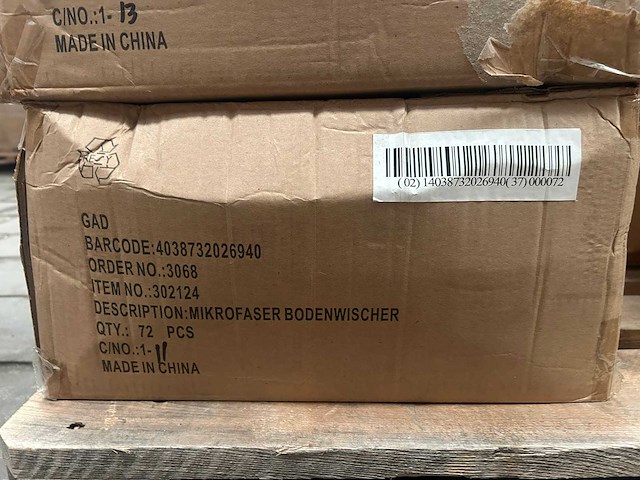 C/NO.:1-13
MADE IN CHINA
RESY
(02)14038732026940(37)000072
GAD
BARCODE:4038732026940
ORDER NO.:3068
ITEM NO.:302124
DESCRIPTION:MIKROFASER BODENWISCHER
QTY.: 72 PCS
C/NO.:1-11
MADE IN CHINA